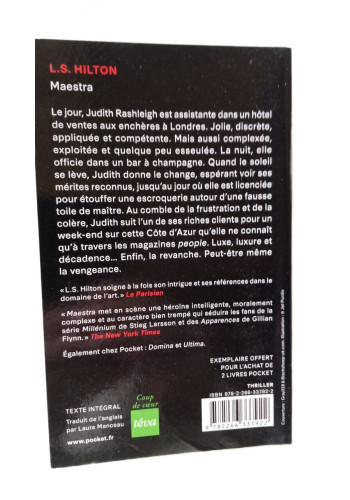 L.S. HILTON
Maestra
Le jour, Judith Rashleigh est assistante dans un hôtel
de ventes aux enchères à Londres. Jolie, discrète,
appliquée et compétente. Mais aussi complexée,
exploitée et quelque peu esseulée. La nuit, elle
officie dans un bar à champagne. Quand le soleil
se lève, Judith donne le change, espérant voir ses
mérites reconnus, jusqu'au jour où elle est licenciée
pour étouffer une escroquerie autour d'une fausse
toile de maître. Au comble de la frustration et de la
colère, Judith suit l'un de ses riches clients pour un
week-end sur cette Côte d'Azur qu'elle ne connaît
qu'à travers les magazines people. Luxe, luxure et
décadence... Enfin, la revanche. Peut-être même
la vengeance.
« L.S. Hilton soigne à la fois son intrigue et ses références dans le
domaine de l'art. » Le Parisien
« Maestra met en scène une héroïne intelligente, moralement
complexe et au caractère bien trempé qui séduira les fans de la
série Millénium de Stieg Larsson et des Apparences de Gillian
Flynn. » The New York Times
Également chez Pocket : Domina et Ultima.
EXEMPLAIRE OFFERT
POUR L'ACHAT DE
2 LIVRES POCKET
THRILLER
ISBN 978-2-266-33792-2
9 782266 337922
TEXTE INTÉGRAL
Traduit de l'anglais
par Laure Manceau
www.pocket.fr
Coup
de cœur
téva